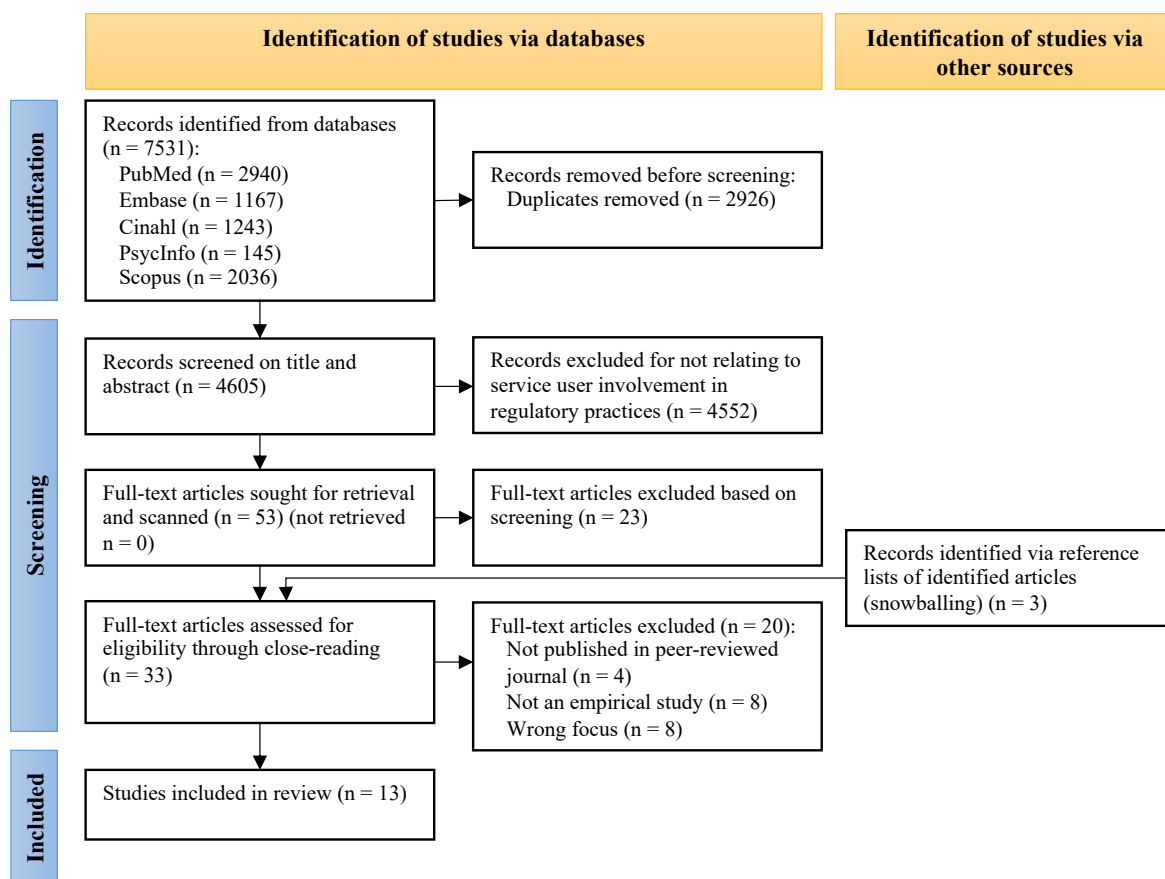 Identification of studies via databases
Identification of studies via
other sources
Identification
Records identified from databases
(n = 7531):
PubMed (n = 2940)
Embase (n = 1167)
Cinahl (n = 1243)
PsycInfo (n = 145)
Scopus (n = 2036)
Records removed before screening:
Duplicates removed (n = 2926)
Screening
Records screened on title and
abstract (n = 4605)
Records excluded for not relating to
service user involvement in
regulatory practices (n = 4552)
Full-text articles sought for retrieval
and scanned (n = 53) (not retrieved
n = 0)
Full-text articles excluded based on
screening (n = 23)
Records identified via reference
lists of identified articles
(snowballing) (n = 3)
Full-text articles assessed for
eligibility through close-reading
(n = 33)
Full-text articles excluded (n = 20):
Not published in peer-reviewed
journal (n = 4)
Not an empirical study (n = 8)
Wrong focus (n = 8)
Included
Studies included in review (n = 13)